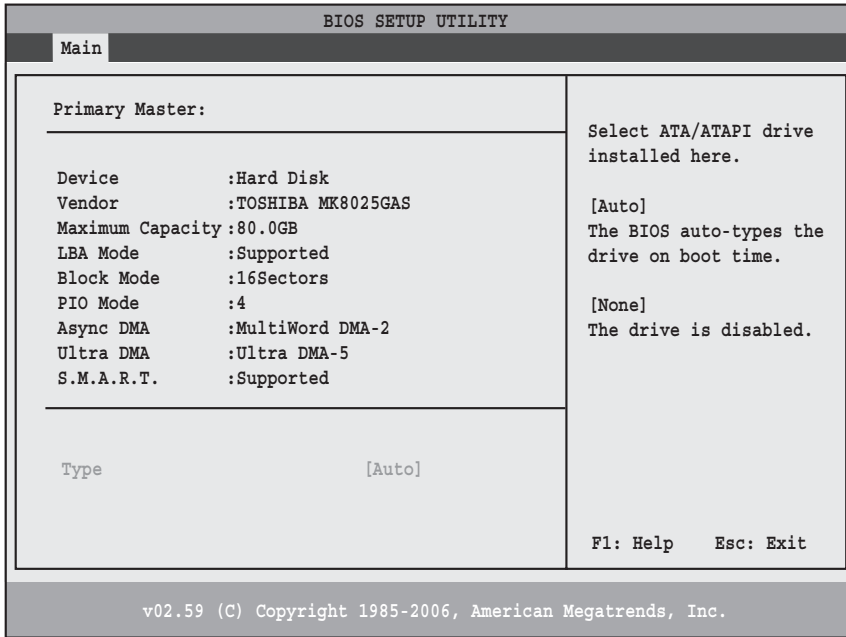 BIOS SETUP UTILITY
Main
Primary Master:
Device :Hard Disk
Vendor :TOSHIBA MK8025GAS
Maximum Capacity :80.0GB
LBA Mode :Supported
Block Mode :16Sectors
PIO Mode :4
Async DMA :MultiWord DMA-2
Ultra DMA :Ultra DMA-5
S.M.A.R.T. :Supported
Type [Auto]
Select ATA/ATAPI drive
installed here.
[Auto]
The BIOS auto-types the
drive on boot time.
[None]
The drive is disabled.
F1: Help Esc: Exit
v02.59 (C) Copyright 1985-2006, American Megatrends, Inc.